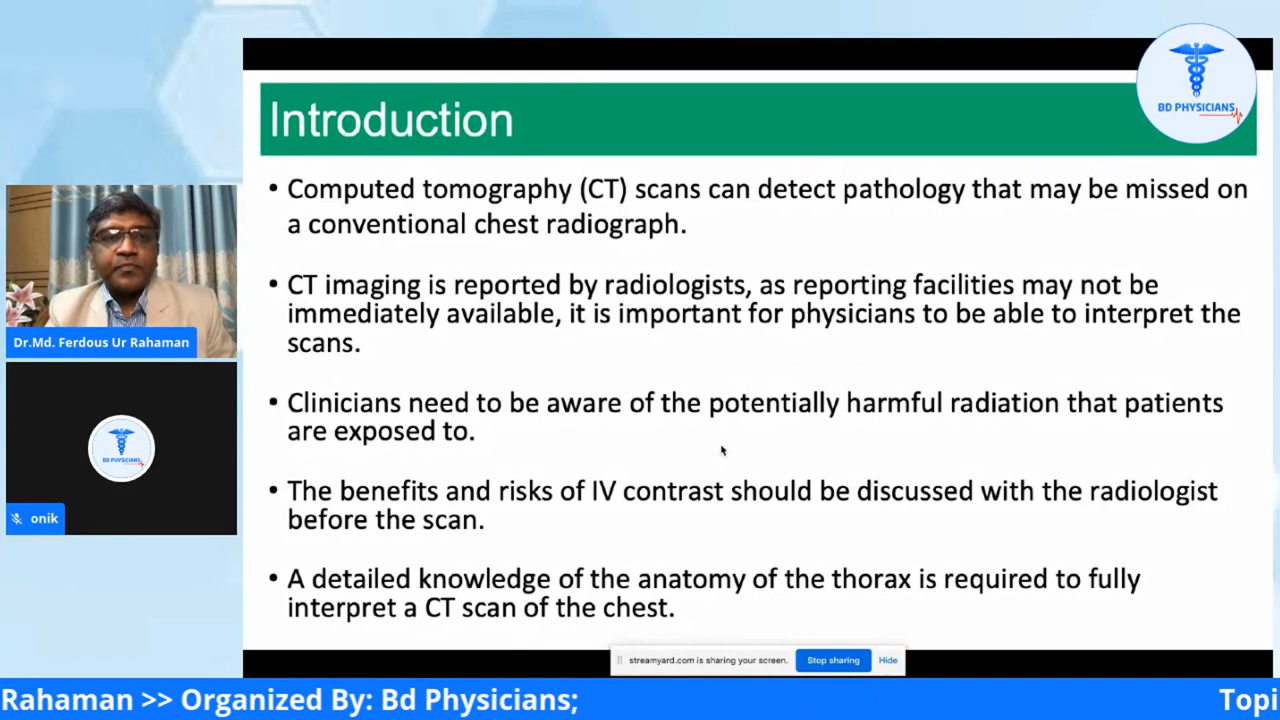 BD PHYSICIANS
Introduction
• Computed tomography (CT) scans can detect pathology that may be missed on
a conventional chest radiograph.
• CT imaging is reported by radiologists, as reporting facilities may not be
immediately available, it is important for physicians to be able to interpret the
scans.
• Clinicians need to be aware of the potentially harmful radiation that patients
are exposed to.
• The benefits and risks of IV contrast should be discussed with the radiologist
before the scan.
• A detailed knowledge of the anatomy of the thorax is required to fully
interpret a CT scan of the chest.
Dr.Md. Ferdous Ur Rahaman
BD PHYSICIANS
onik
streamyard.com is sharing your screen.
Stop sharing
Hide
Rahaman >> Organized By: Bd Physicians;
Topi